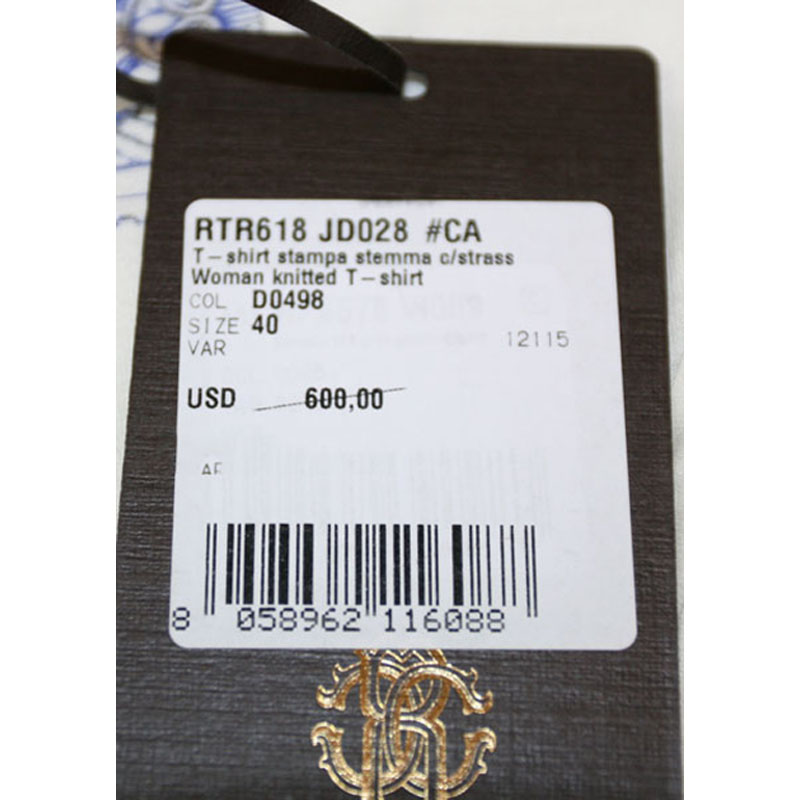 RTR618 JD028 #CA
T-shirt stampa stemma c/strass
Woman knitted T-shirt
COL D0498
SIZE 40
VAR 12115
USD 600,00
8 058962 116088